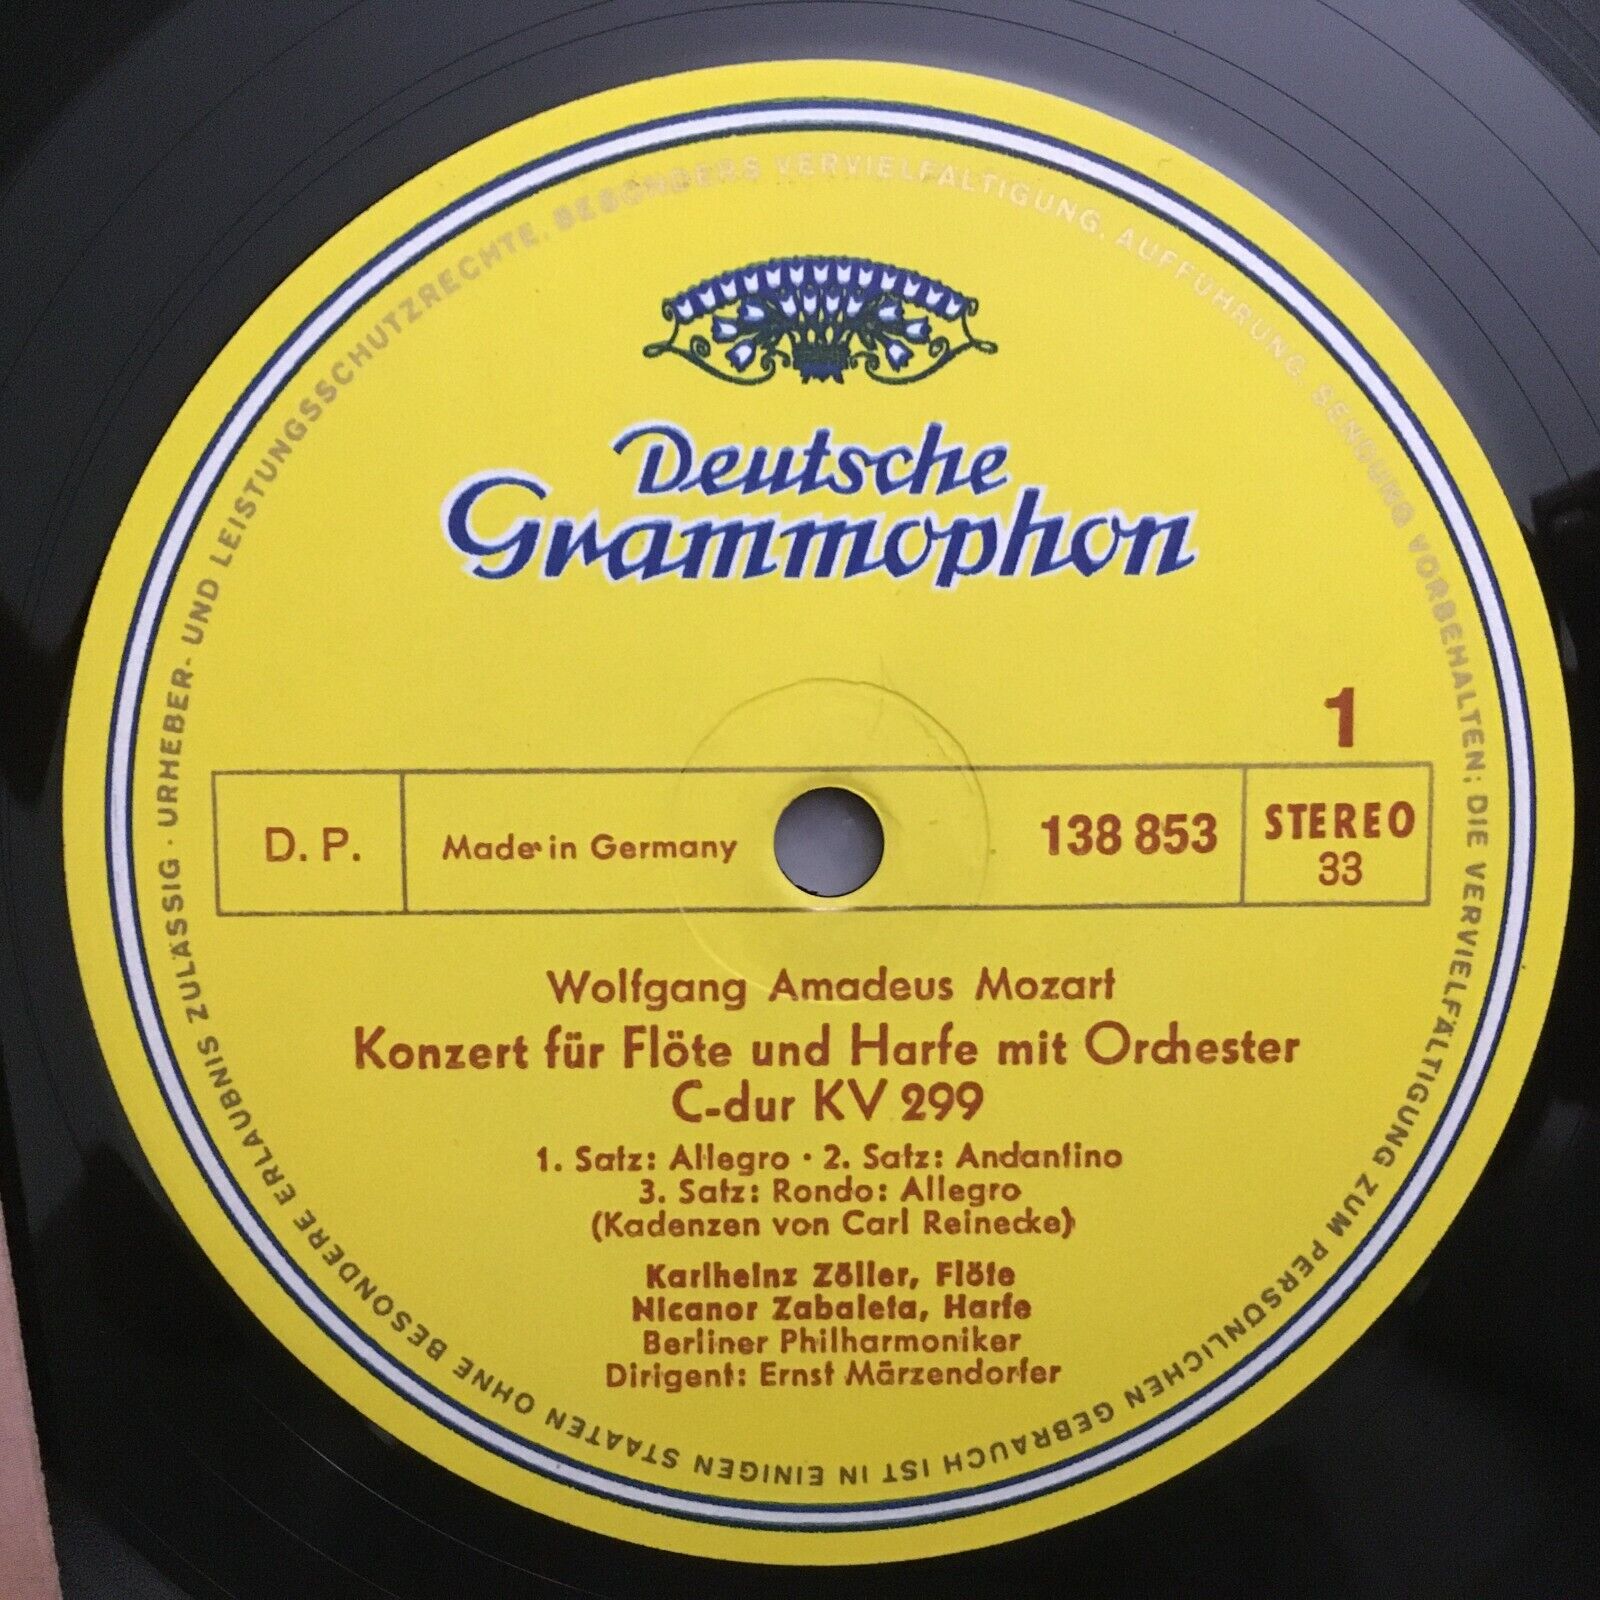 Deutsche
Grammophon
1
D. P.
Made in Germany
138 853
STEREO
33
Wolfgang Amadeus Mozart
Konzert für Flöte und Harfe mit Orchester
C-dur KV 299
1. Satz: Allegro · 2. Satz: Andantino
3. Satz: Rondo: Allegro
(Kadenzen von Carl Reinecke)
Karlheinz Zöller, Flöte
Nicanor Zabaleta, Harfe
Berliner Philharmoniker
Dirigent: Ernst Märzendorfer
· URHEBER- UND LEISTUNGSSCHUTZRECHTE, BESONDERS VERVIELFÄLTIGUNG, AUFFÜHRUNG, SENDUNG VORBEHALTEN; DIE VERVIELFÄLTIGUNG ZUM PERSÖNLICHEN GEBRAUCH IST IN EINIGEN STAATEN OHNE BESONDERE ERLAUBNIS ZULÄSSIG